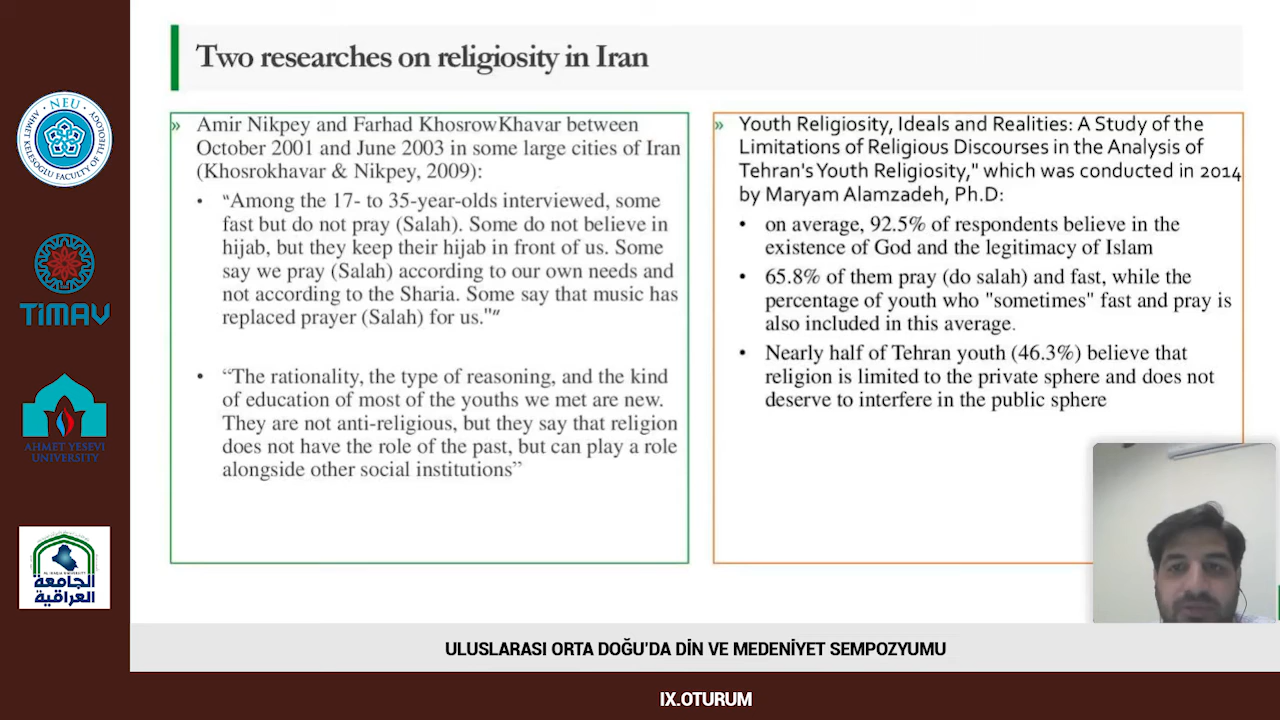 Two researches on religiosity in Iran
» Amir Nikpey and Farhad KhosrowKhavar between
October 2001 and June 2003 in some large cities of Iran
(Khosrokhavar & Nikpey, 2009):
• "Among the 17- to 35-year-olds interviewed, some
fast but do not pray (Salah). Some do not believe in
hijab, but they keep their hijab in front of us. Some
say we pray (Salah) according to our own needs and
not according to the Sharia. Some say that music has
replaced prayer (Salah) for us."“
• “The rationality, the type of reasoning, and the kind
of education of most of the youths we met are new.
They are not anti-religious, but they say that religion
does not have the role of the past, but can play a role
alongside other social institutions”
» Youth Religiosity, Ideals and Realities: A Study of the
Limitations of Religious Discourses in the Analysis of
Tehran's Youth Religiosity," which was conducted in 2014
by Maryam Alamzadeh, Ph.D:
• on average, 92.5% of respondents believe in the
existence of God and the legitimacy of Islam
• 65.8% of them pray (do salah) and fast, while the
percentage of youth who "sometimes" fast and pray is
also included in this average.
• Nearly half of Tehran youth (46.3%) believe that
religion is limited to the private sphere and does not
deserve to interfere in the public sphere
NEU
AHMET KELEŞOĞLU FACULTY OF THEOLOGY
TİMAV
AHMET YESEVI
UNIVERSITY
الجامعة
العراقية
ULUSLARASI ORTA DOĞU'DA DİN VE MEDENİYET SEMPOZYUMU
IX.OTURUM